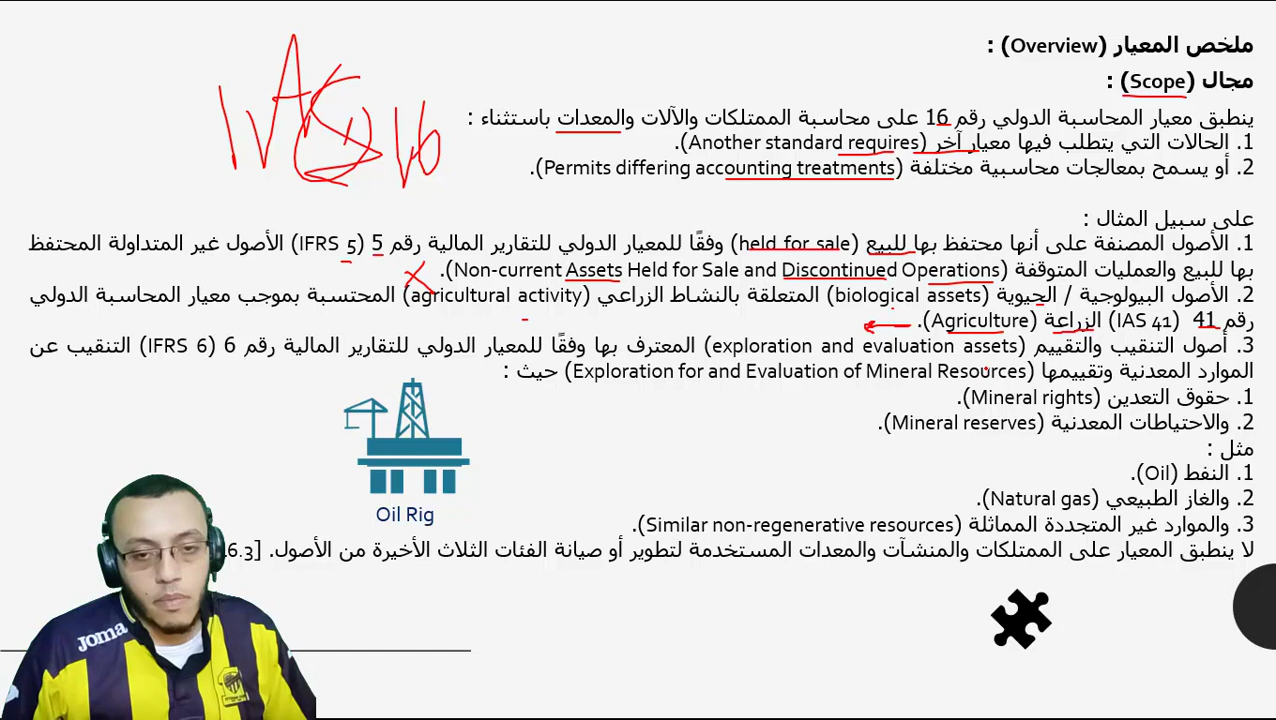 ملخص المعيار (Overview) :
مجال (Scope) :
ينطبق معيار المحاسبة الدولي رقم 16 على محاسبة الممتلكات والآلات والمعدات باستثناء :
1. الحالات التي يتطلب فيها معيار آخر (Another standard requires).
2. أو يسمح بمعالجات محاسبية مختلفة (Permits differing accounting treatments).
على سبيل المثال :
1. الأصول المصنفة على أنها محتفظ بها للبيع (held for sale) وفقًا للمعيار الدولي للتقارير المالية رقم 5 (IFRS 5) الأصول غير المتداولة المحتفظ
بها للبيع والعمليات المتوقفة (Non-current Assets Held for Sale and Discontinued Operations).
2. الأصول البيولوجية / الحيوية (biological assets) المتعلقة بالنشاط الزراعي (agricultural activity) المحتسبة بموجب معيار المحاسبة الدولي
رقم 41 (IAS 41) الزراعة (Agriculture).
3. أصول التنقيب والتقييم (exploration and evaluation assets) المعترف بها وفقًا للمعيار الدولي للتقارير المالية رقم 6 (IFRS 6) التنقيب عن
الموارد المعدنية وتقييمها (Exploration for and Evaluation of Mineral Resources) حيث :
1. حقوق التعدين (Mineral rights).
2. والاحتياطات المعدنية (Mineral reserves).
مثل :
1. النفط (Oil).
2. والغاز الطبيعي (Natural gas).
3. والموارد غير المتجددة المماثلة (Similar non-regenerative resources).
لا ينطبق المعيار على الممتلكات والمنشآت والمعدات المستخدمة لتطوير أو صيانة الفئات الثلاث الأخيرة من الأصول.
Oil Rig
JOMA